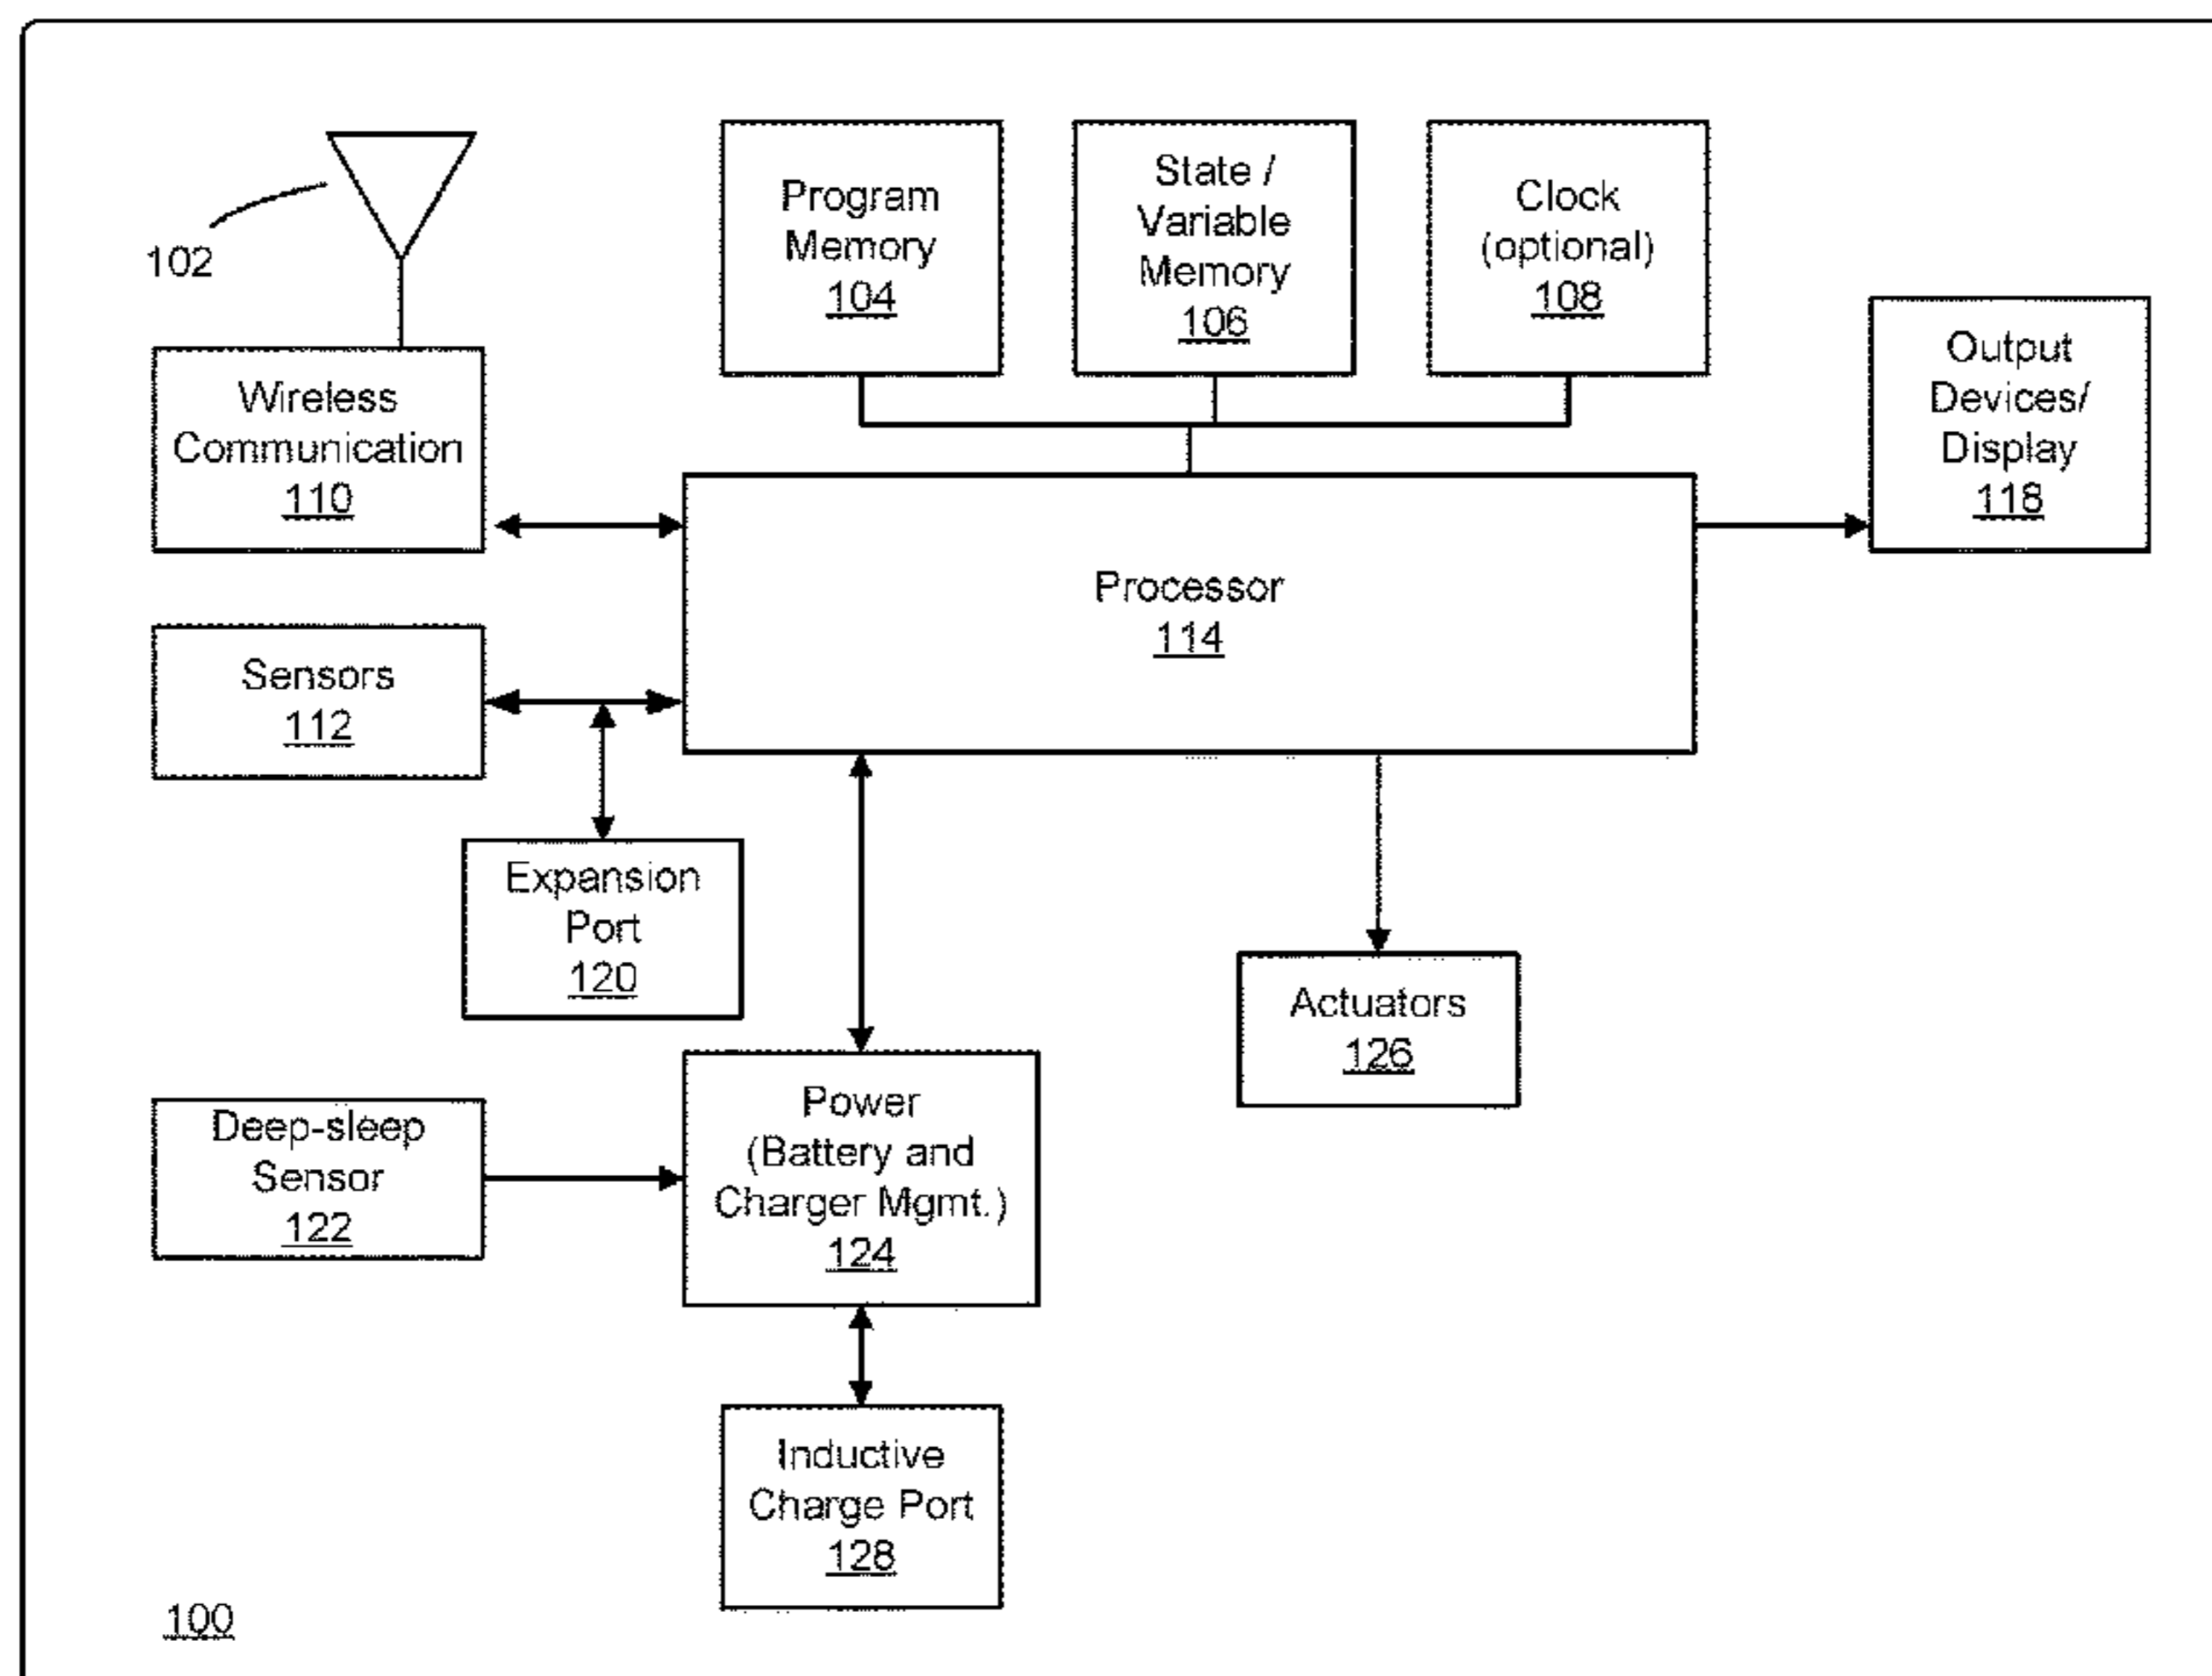 102
Program
Memory
104
State /
Variable
Memory
106
Clock
(optional)
108
Output
Devices/
Display
118
Wireless
Communication
110
Processor
114
Sensors
112
Expansion
Port
120
Actuators
126
Deep-sleep
Sensor
122
Power
(Battery and
Charger Mgmt.)
124
Inductive
Charge Port
128
100